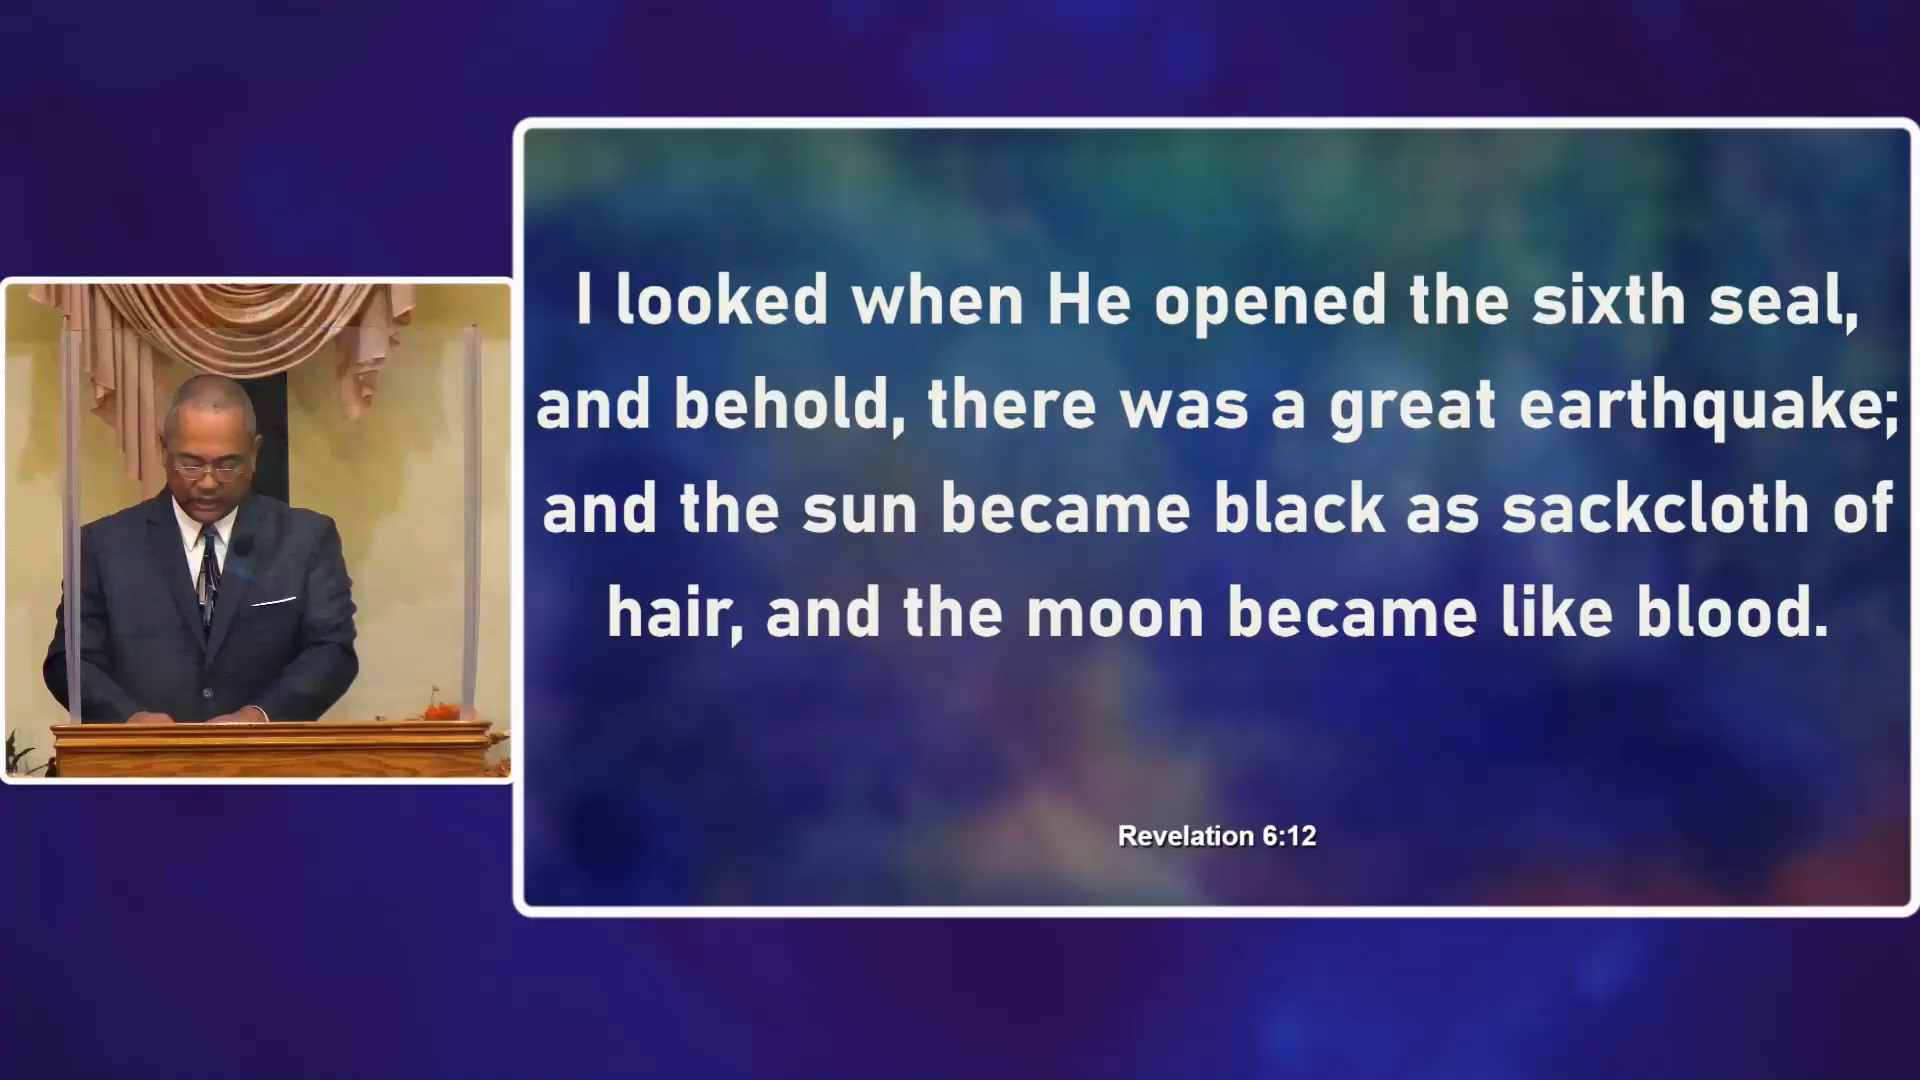 I looked when He opened the sixth seal,
and behold, there was a great earthquake;
and the sun became black as sackcloth of
hair, and the moon became like blood.
Revelation 6:12